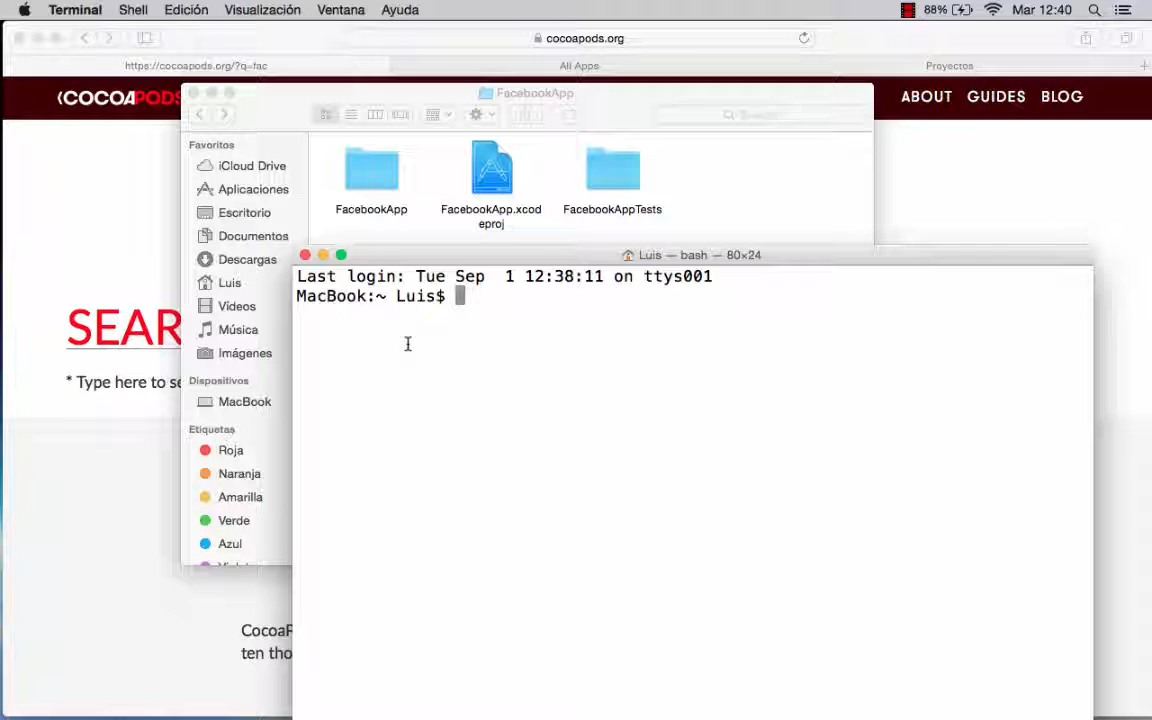 Terminal Shell Edición Visualización Ventana Ayuda 88% Mar 12:40
cocoapods.org
https://cocoapods.org/?q=fac All Apps Proyectos
COCOAPODS
ABOUT GUIDES BLOG
FacebookApp
Search
Favoritos
iCloud Drive
Aplicaciones
Escritorio
Documentos
Descargas
Luis
Vídeos
Música
Imágenes
Dispositivos
MacBook
Etiquetas
Roja
Naranja
Amarilla
Verde
Azul
FacebookApp
FacebookApp.xcod
eproj
FacebookAppTests
Luis — bash — 80×24
Last login: Tue Sep  1 12:38:11 on ttys001
MacBook:~ Luis$
SEAR
* Type here to se
CocoaP
ten tho